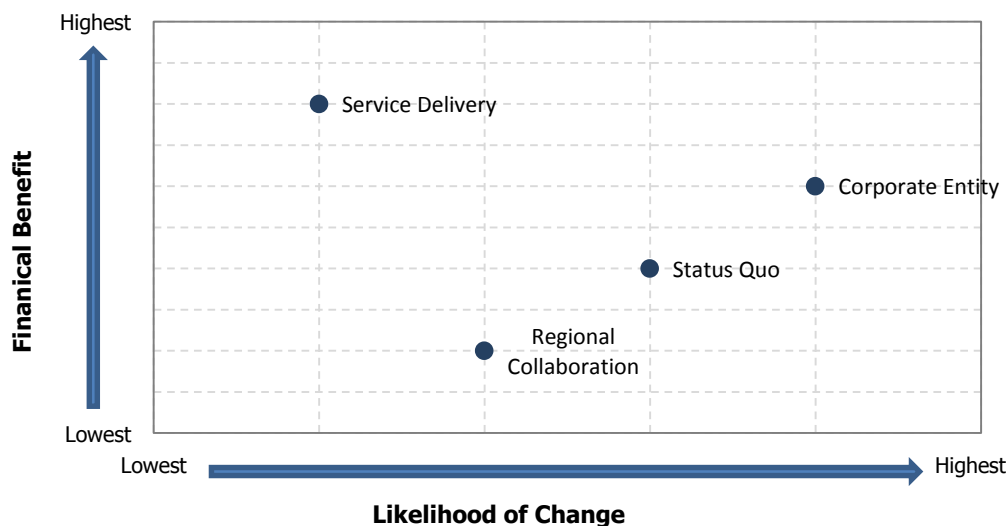 Highest
Service Delivery
Corporate Entity
Status Quo
Regional
Collaboration
Finanical Benefit
Lowest
Lowest
Highest
Likelihood of Change